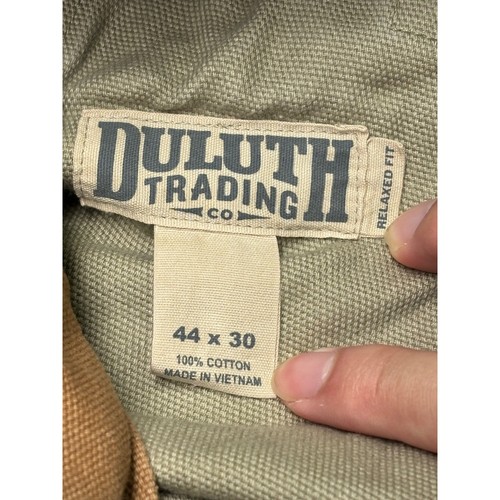 DULUTH
TRADING
CO
RELAXED FIT
44 x 30
100% COTTON
MADE IN VIETNAM